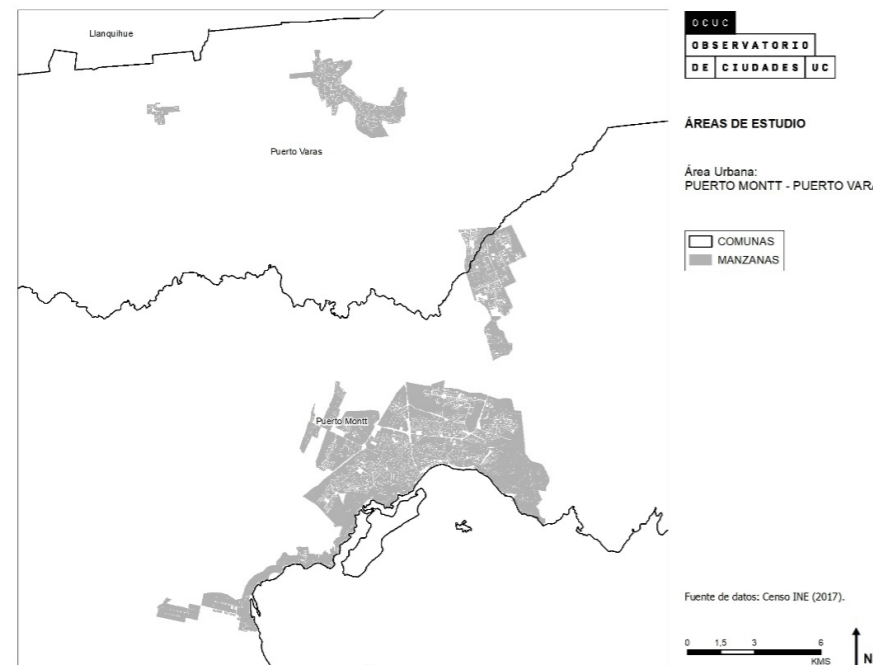 Llanquihue
Puerto Varas
Puerto Montt
OCUC
OBSERVATORIO
DE CIUDADES UC
ÁREAS DE ESTUDIO
Área Urbana:
PUERTO MONTT - PUERTO VARA
COMUNAS
MANZANAS
Fuente de datos: Censo INE (2017).
0 1,5 3 6
KMS
N